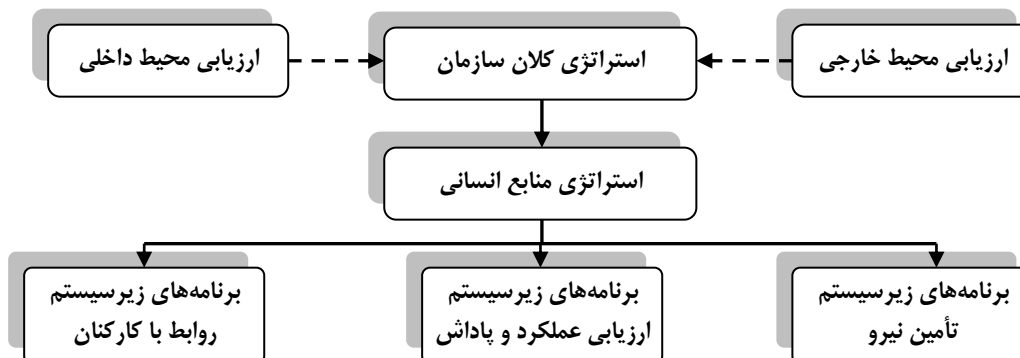 ارزیابی محیط خارجی
استراتژی کلان سازمان
ارزیابی محیط داخلی
استراتژی منابع انسانی
برنامه‌های زیرسیستم
تأمین نیرو
برنامه‌های زیرسیستم
ارزیابی عملکرد و پاداش
برنامه‌های زیرسیستم
روابط با کارکنان